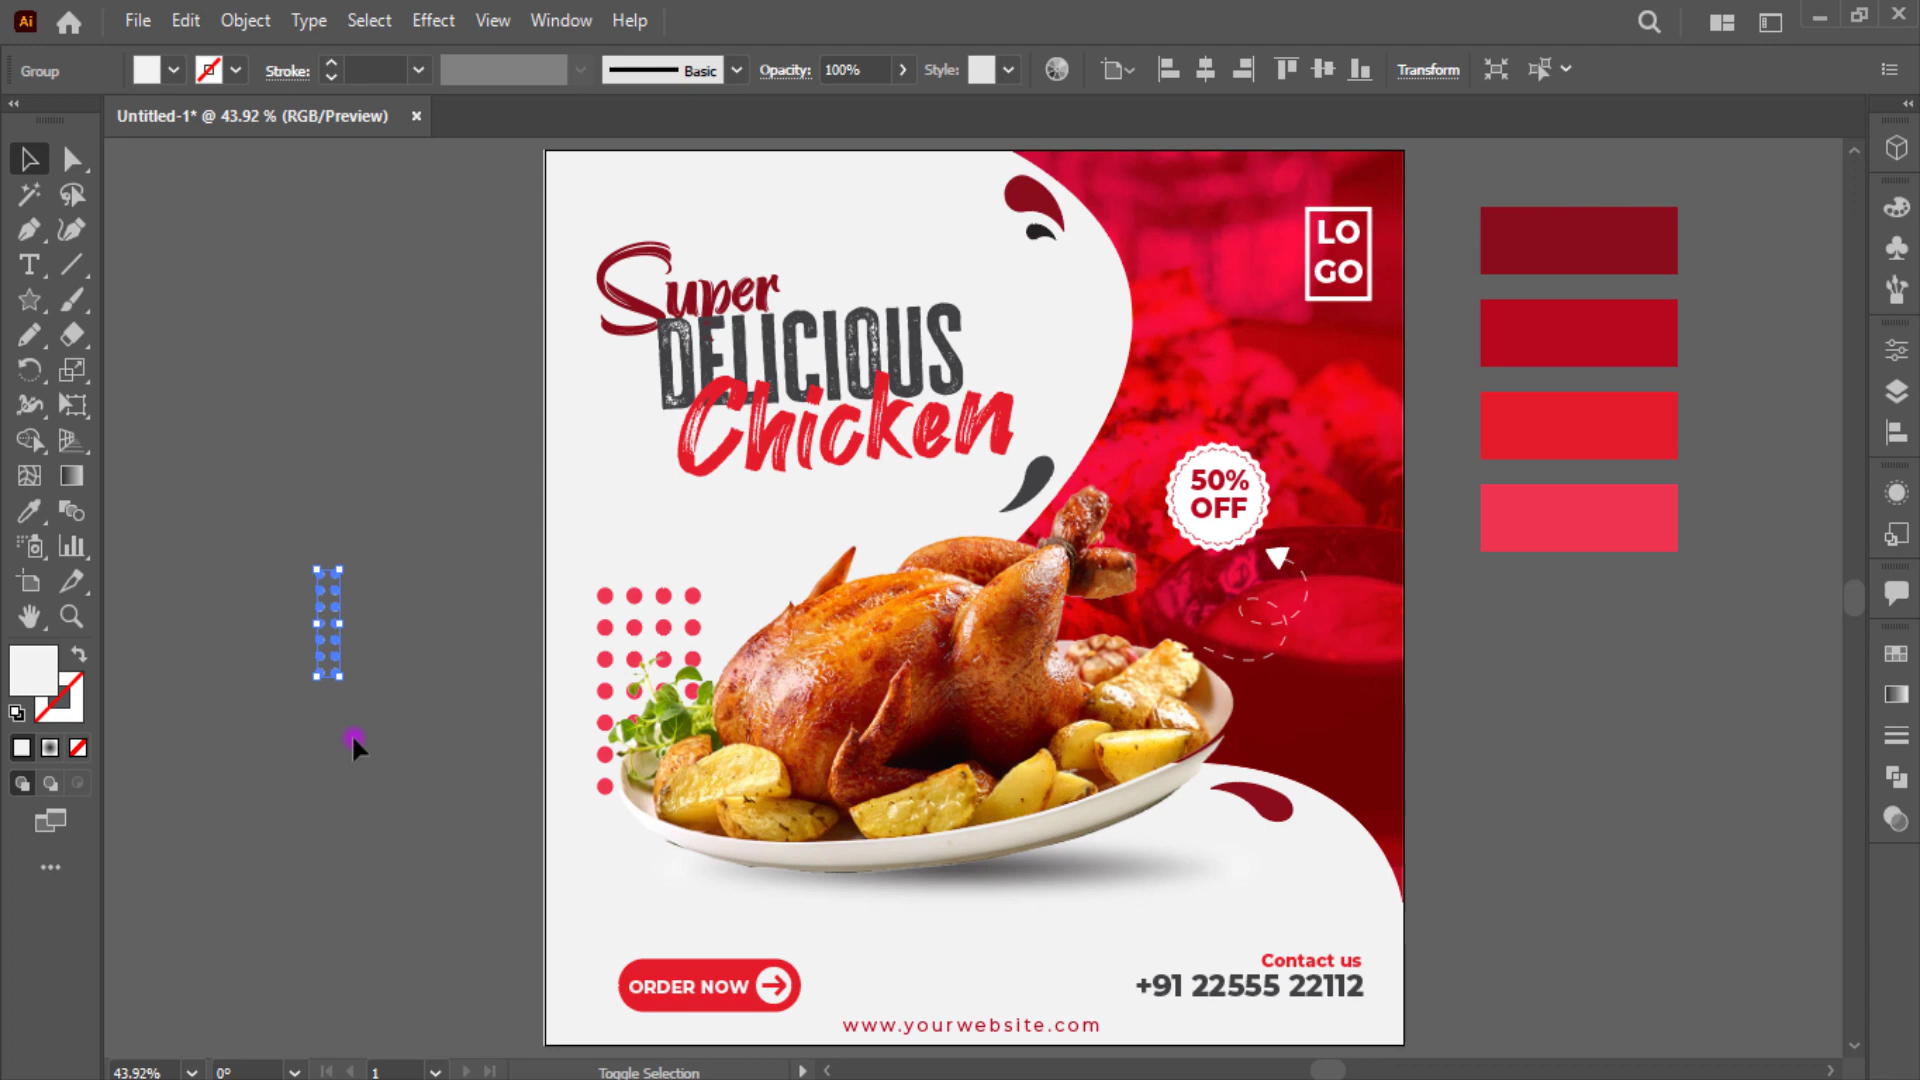 Ai File Edit Object Type Select Effect View Window Help
Group Stroke: Basic Opacity: 100% Style: Transform
Untitled-1* @ 43.92 % (RGB/Preview) ×
LO
GO
Super
DELICIOUS
Chicken
50%
OFF
ORDER NOW
Contact us
+91 22555 22112
www.yourwebsite.com
43.92% 0° 1 Toggle Selection